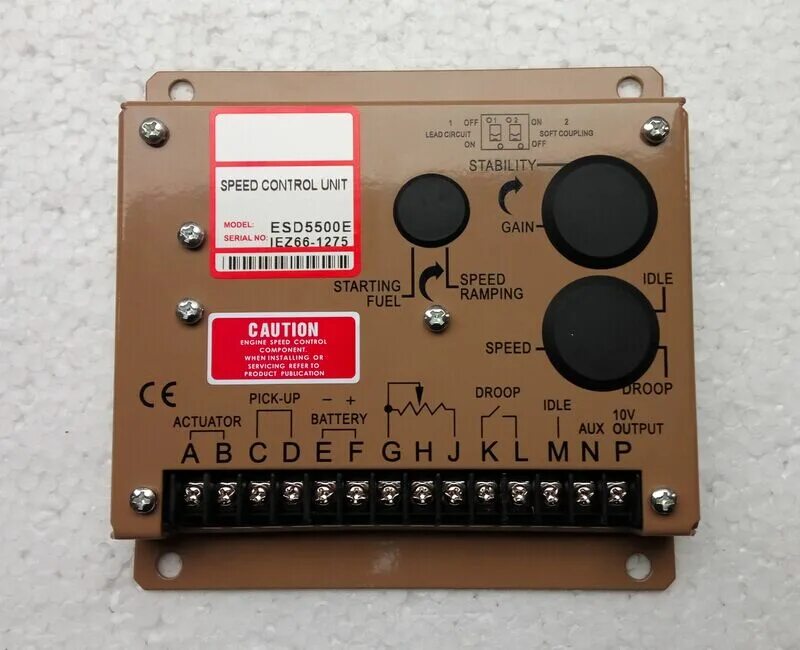 SPEED CONTROL UNIT
MODEL: ESD5500E
SERIAL NO: IEZ66-1275
CAUTION
ENGINE SPEED CONTROL
COMPONENT.
WHEN INSTALLING OR
SERVICING REFER TO
PRODUCT PUBLICATION
CE
1 OFF O1 O2 ON 2
LEAD CIRCUIT SOFT COUPLING
ON OFF
STABILITY
GAIN
STARTING
FUEL
SPEED
RAMPING
IDLE
SPEED
DROOP
PICK-UP
ACTUATOR
- +
BATTERY
DROOP
IDLE
AUX
10V
OUTPUT
A B C D E F G H J K L M N P